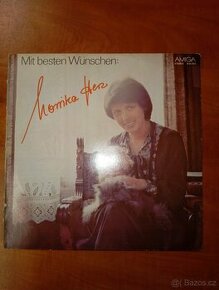 Mit besten Wünschen:
AMIGA
Monika Herz
Bazos.cz